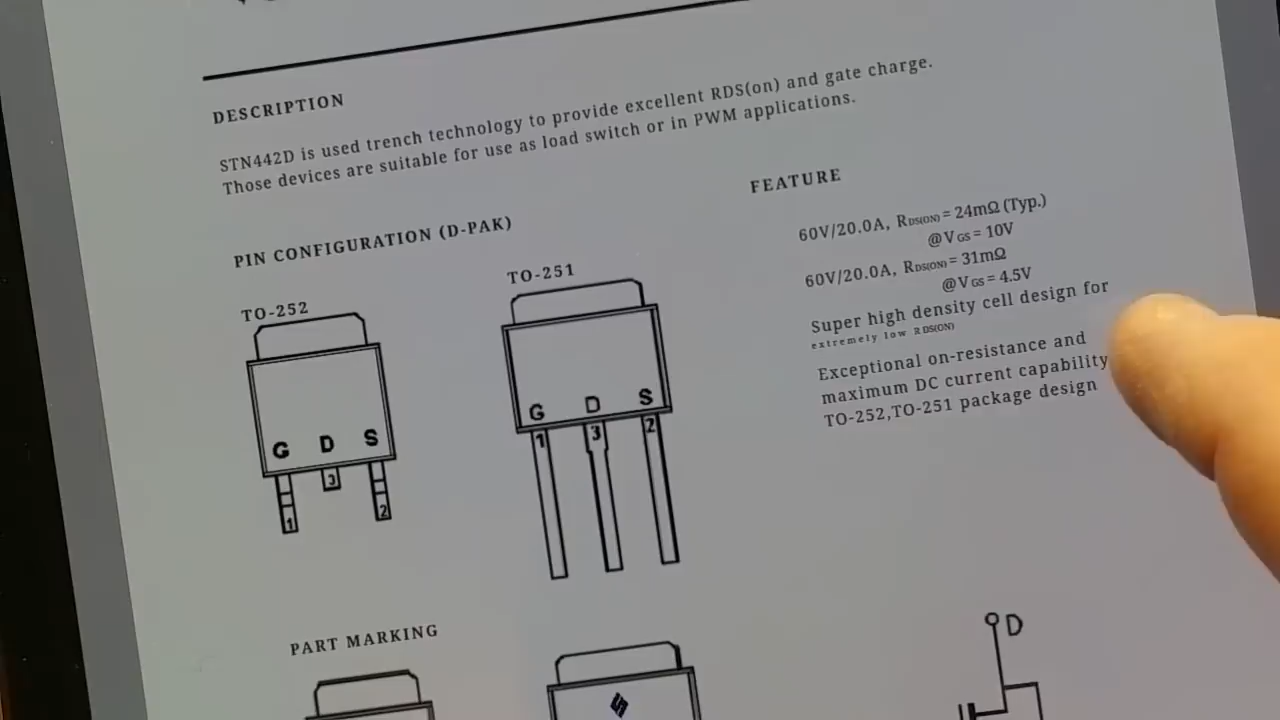 DESCRIPTION
STN442D is used trench technology to provide excellent RDS(on) and gate charge.
Those devices are suitable for use as load switch or in PWM applications.
PIN CONFIGURATION (D-PAK)
FEATURE
TO-252
TO-251
60V/20.0A, RDS(ON) = 24mΩ (Typ.)
@VGS = 10V
60V/20.0A, RDS(ON) = 31mΩ
@VGS = 4.5V
Super high density cell design for
extremely low RDS(ON)
Exceptional on-resistance and
maximum DC current capability
TO-252,TO-251 package design
G D S
1 3 2
G D S
1 3 2
PART MARKING
D